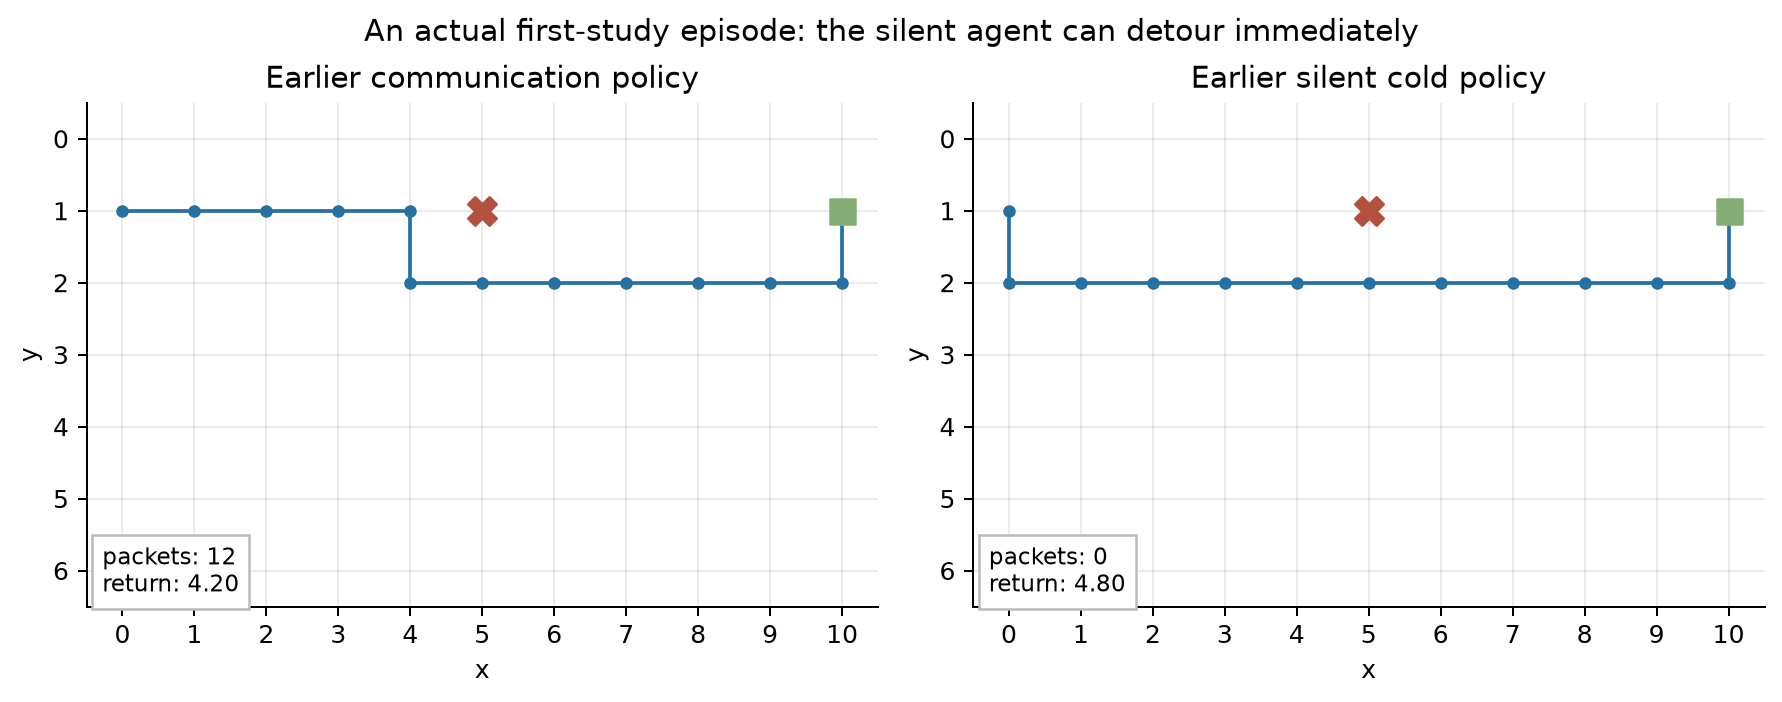 An actual first-study episode: the silent agent can detour immediately
Earlier communication policy
0
1
2
3
4
5
6
y
packets: 12
return: 4.20
0 1 2 3 4 5 6 7 8 9 10
x
Earlier silent cold policy
0
1
2
3
4
5
6
y
packets: 0
return: 4.80
0 1 2 3 4 5 6 7 8 9 10
x